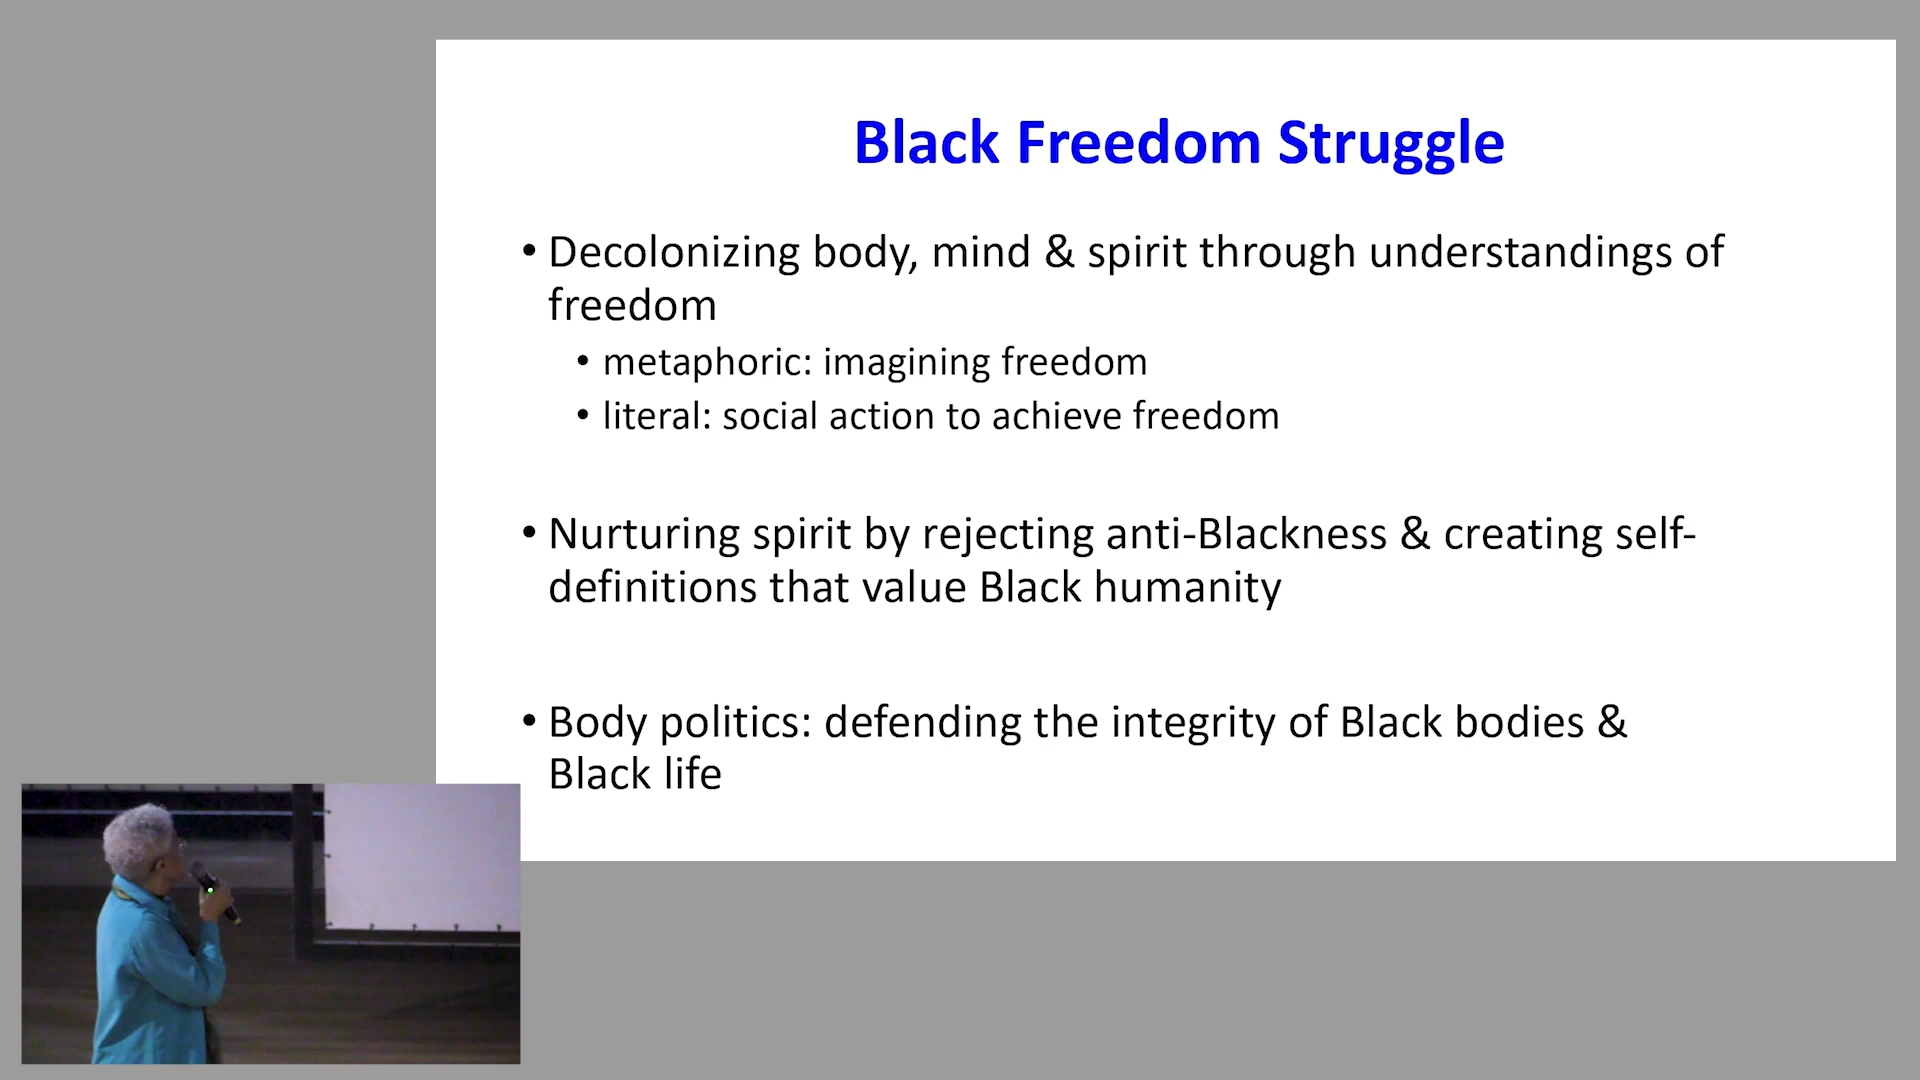 Black Freedom Struggle
• Decolonizing body, mind & spirit through understandings of
freedom
• metaphoric: imagining freedom
• literal: social action to achieve freedom
• Nurturing spirit by rejecting anti-Blackness & creating self-
definitions that value Black humanity
• Body politics: defending the integrity of Black bodies &
Black life